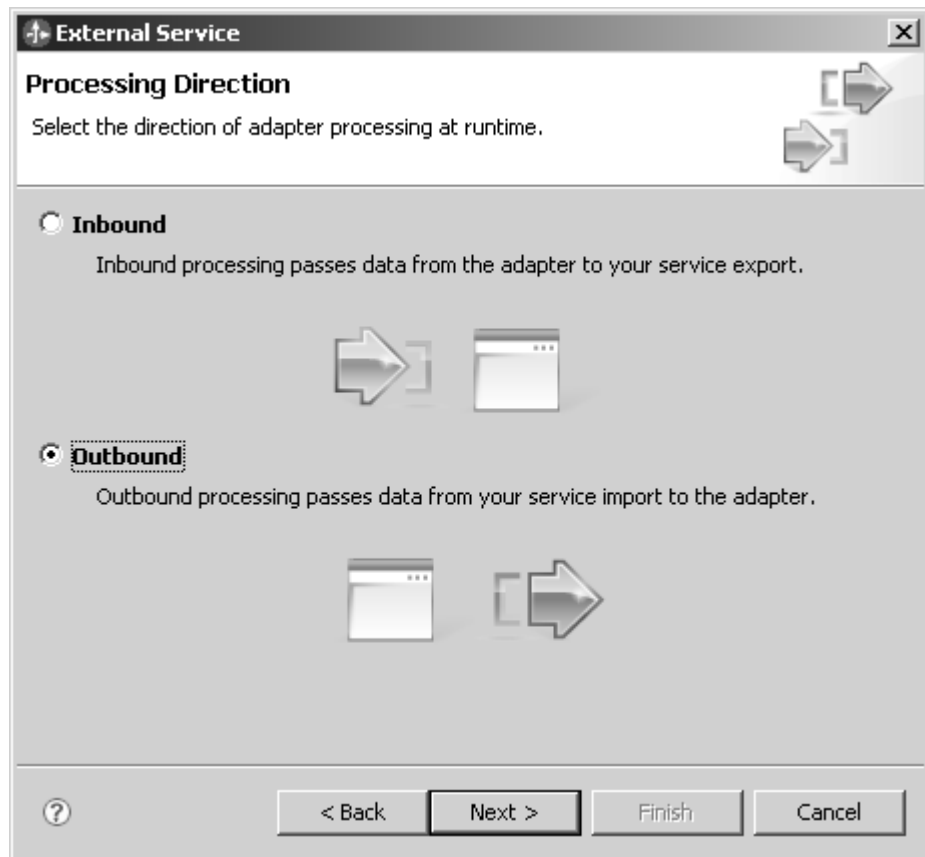 External Service
Processing Direction
Select the direction of adapter processing at runtime.
Inbound
Inbound processing passes data from the adapter to your service export.
Outbound
Outbound processing passes data from your service import to the adapter.
< Back Next > Finish Cancel